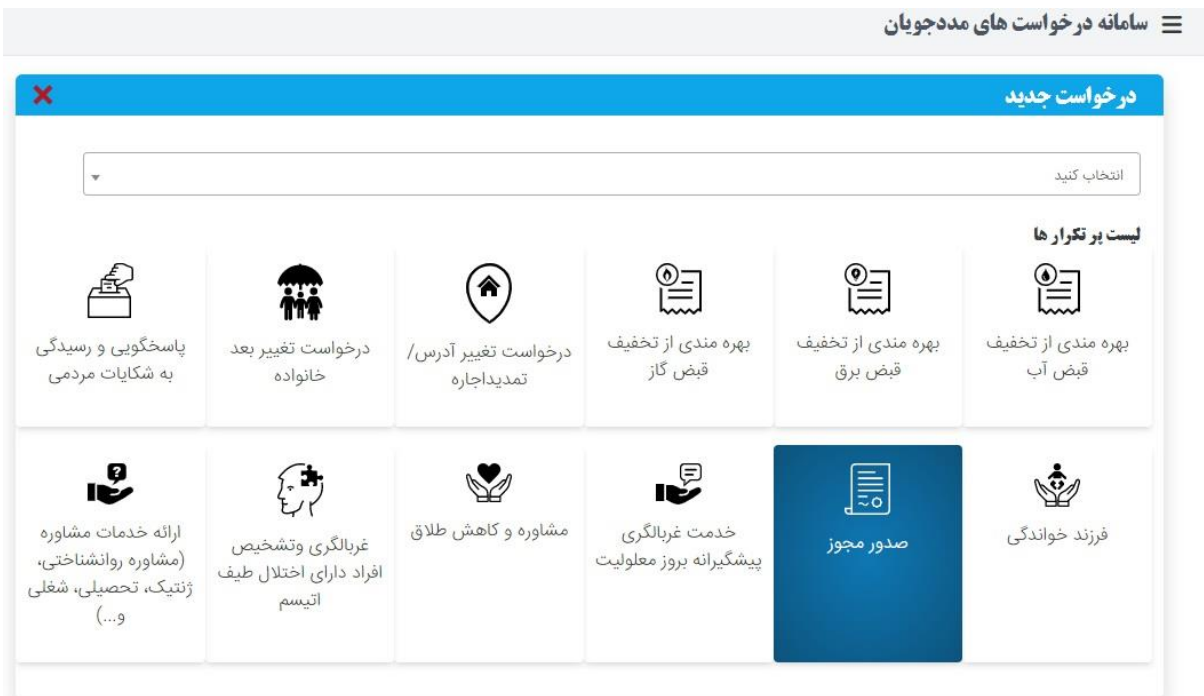 سامانه درخواست های مددجویان
درخواست جدید
انتخاب کنید
لیست پر تکرار ها
بهره مندی از تخفیف
قبض آب
بهره مندی از تخفیف
قبض برق
بهره مندی از تخفیف
قبض گاز
درخواست تغییر آدرس/
تمدیداجاره
درخواست تغییر بعد
خانواده
پاسخگویی و رسیدگی
به شکایات مردمی
فرزند خواندگی
صدور مجوز
خدمت غربالگری
پیشگیرانه بروز معلولیت
مشاوره و کاهش طلاق
غربالگری وتشخیص
افراد دارای اختلال طیف
اتیسم
ارائه خدمات مشاوره
(مشاوره روانشناختی،
ژنتیک، تحصیلی، شغلی
و...)